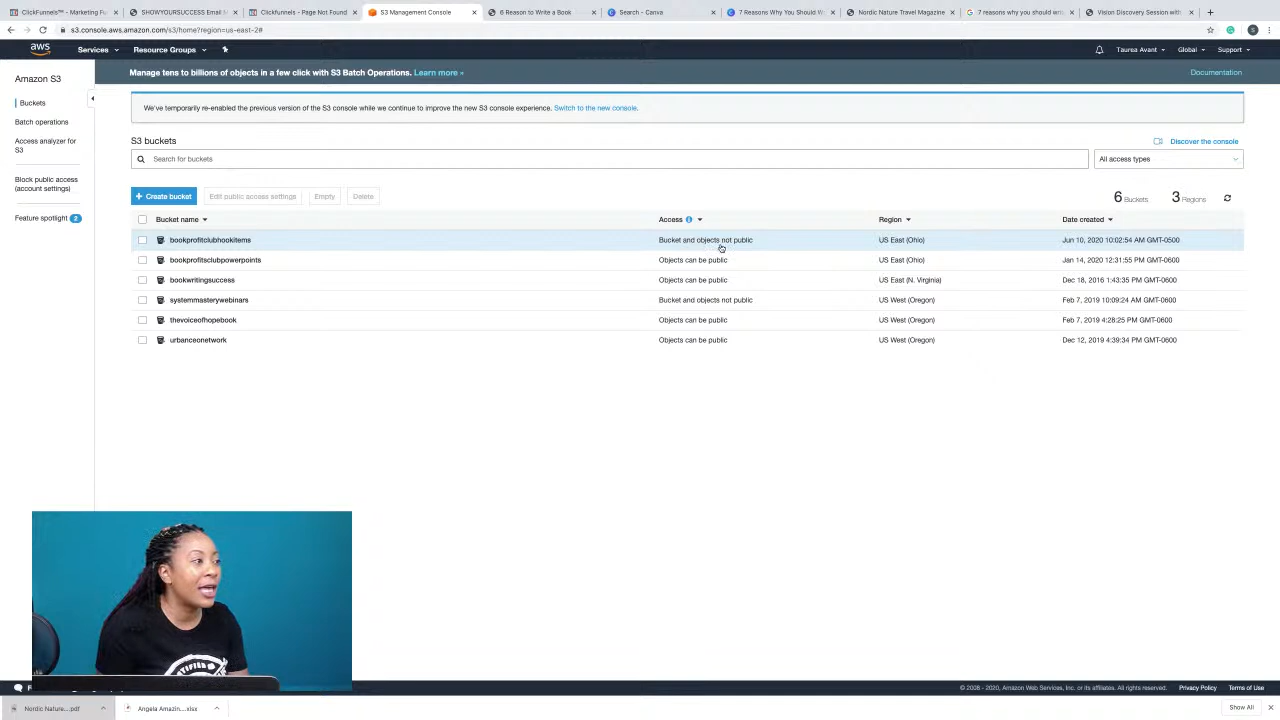 ClickFunnels™ - Marketing Fu
SHOWYOURSUCCESS Email M
ClickFunnels - Page Not Found
S3 Management Console
6 Reason to Write a Book
Search - Canva
7 Reasons Why You Should W
Nordic Nature Travel Magazine
7 reasons why you should writ
Vision Discovery Session with
s3.console.aws.amazon.com/s3/home?region=us-east-2#
aws
Services
Resource Groups
Taurea Avant
Global
Support
Amazon S3
Manage tens to billions of objects in a few click with S3 Batch Operations. Learn more »
Documentation
Buckets
Batch operations
Access analyzer for
S3
Block public access
(account settings)
Feature spotlight 2
We've temporarily re-enabled the previous version of the S3 console while we continue to improve the new S3 console experience. Switch to the new console.
S3 buckets
Discover the console
Search for buckets
All access types
+ Create bucket
Edit public access settings
Empty
Delete
6 Buckets
3 Regions
Bucket name
Access
Region
Date created
bookprofitclubhookitems Bucket and objects not public US East (Ohio) Jun 10, 2020 10:02:54 AM GMT-0500
bookprofitsclubpowerpoints Objects can be public US East (Ohio) Jan 14, 2020 12:31:55 PM GMT-0600
bookwritingsuccess Objects can be public US East (N. Virginia) Dec 18, 2016 1:43:35 PM GMT-0600
systemmasterywebinars Bucket and objects not public US West (Oregon) Feb 7, 2019 10:09:24 AM GMT-0600
thevoiceofhopebook Objects can be public US West (Oregon) Feb 7, 2019 4:28:25 PM GMT-0600
urbanceonetwork Objects can be public US West (Oregon) Dec 12, 2019 4:39:34 PM GMT-0600
© 2008 - 2020, Amazon Web Services, Inc. or its affiliates. All rights reserved.
Privacy Policy
Terms of Use
Nordic Nature....pdf
Angela Amazin....xlsx
Show All